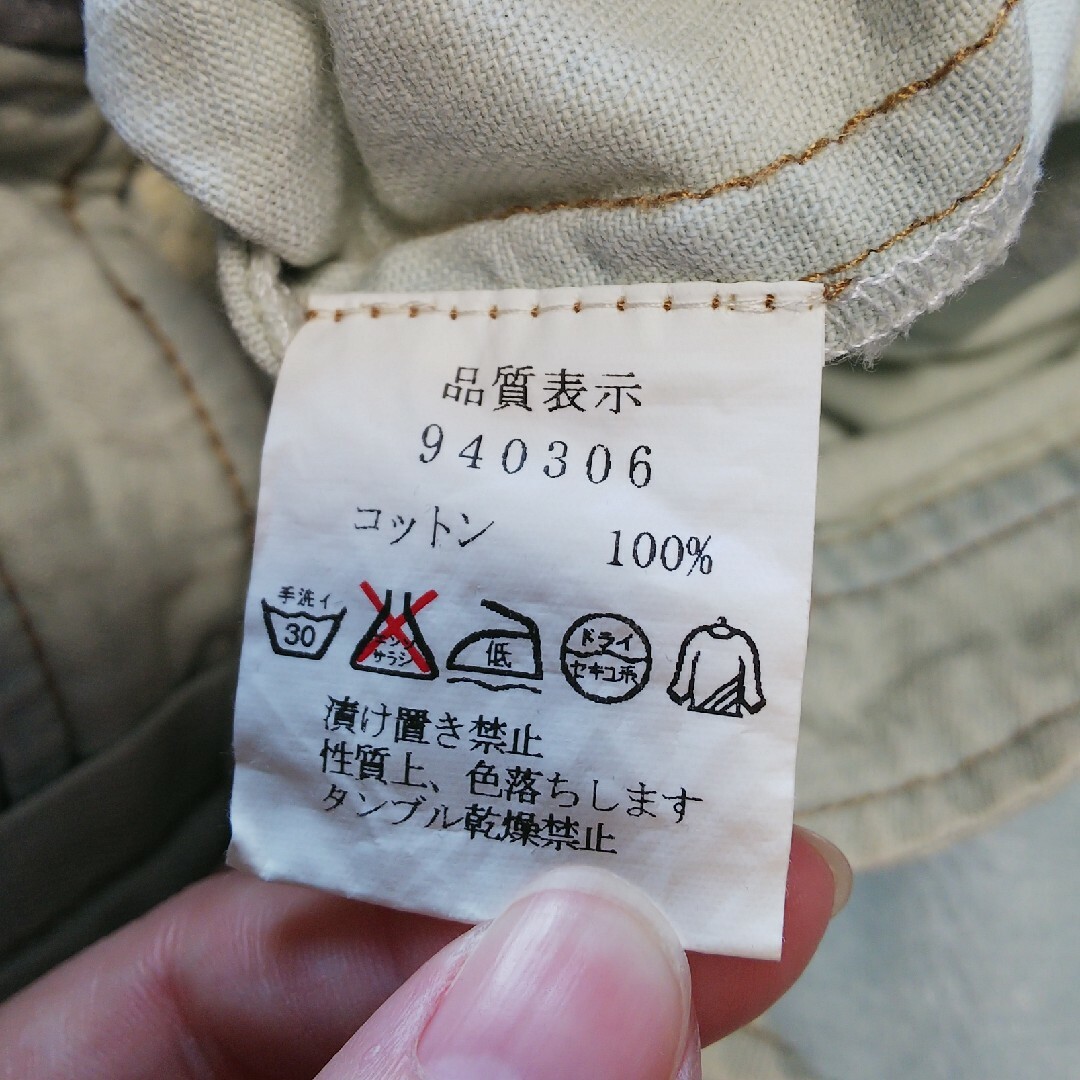 品質表示
940306
コットン 100%
手洗イ
30
エンソ
サラシ
低
ドライ
セキユ系
漬け置き禁止
性質上、色落ちします
タンブル乾燥禁止